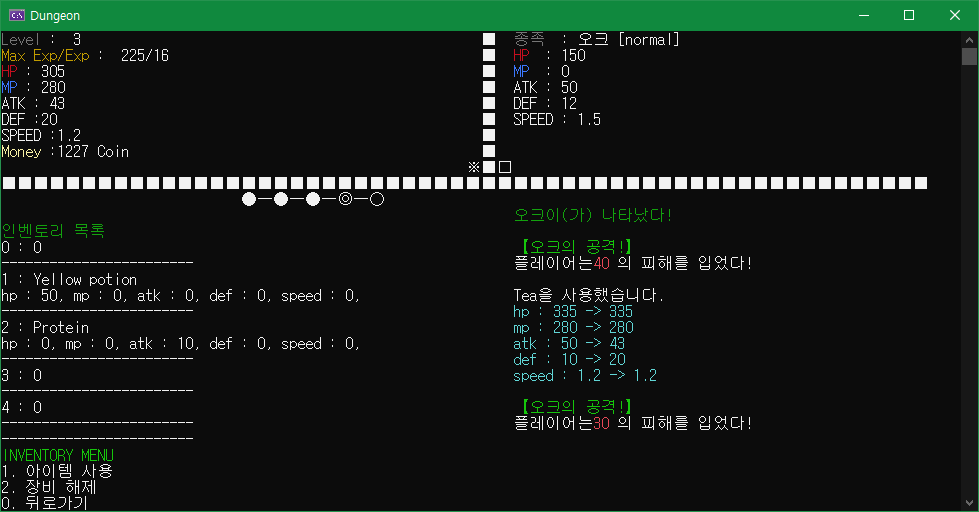 Dungeon
Level :  3
Max Exp/Exp :  225/16
HP : 305
MP : 280
ATK : 43
DEF :20
SPEED :1.2
Money :1227 Coin
종족  : 오크 [normal]
HP  : 150
MP  : 0
ATK : 50
DEF : 12
SPEED : 1.5
※■□
●─●─●─◎─○
인벤토리 목록
0 : 0
------------------------
1 : Yellow potion
hp : 50, mp : 0, atk : 0, def : 0, speed : 0,
------------------------
2 : Protein
hp : 0, mp : 0, atk : 10, def : 0, speed : 0,
------------------------
3 : 0
------------------------
4 : 0
------------------------
------------------------
INVENTORY MENU
1. 아이템 사용
2. 장비 해제
0. 뒤로가기
오크이(가) 나타났다!
【오크의 공격!】
플레이어는40 의 피해를 입었다!
Tea을 사용했습니다.
hp : 335 -> 335
mp : 280 -> 280
atk : 50 -> 43
def : 10 -> 20
speed : 1.2 -> 1.2
【오크의 공격!】
플레이어는30 의 피해를 입었다!